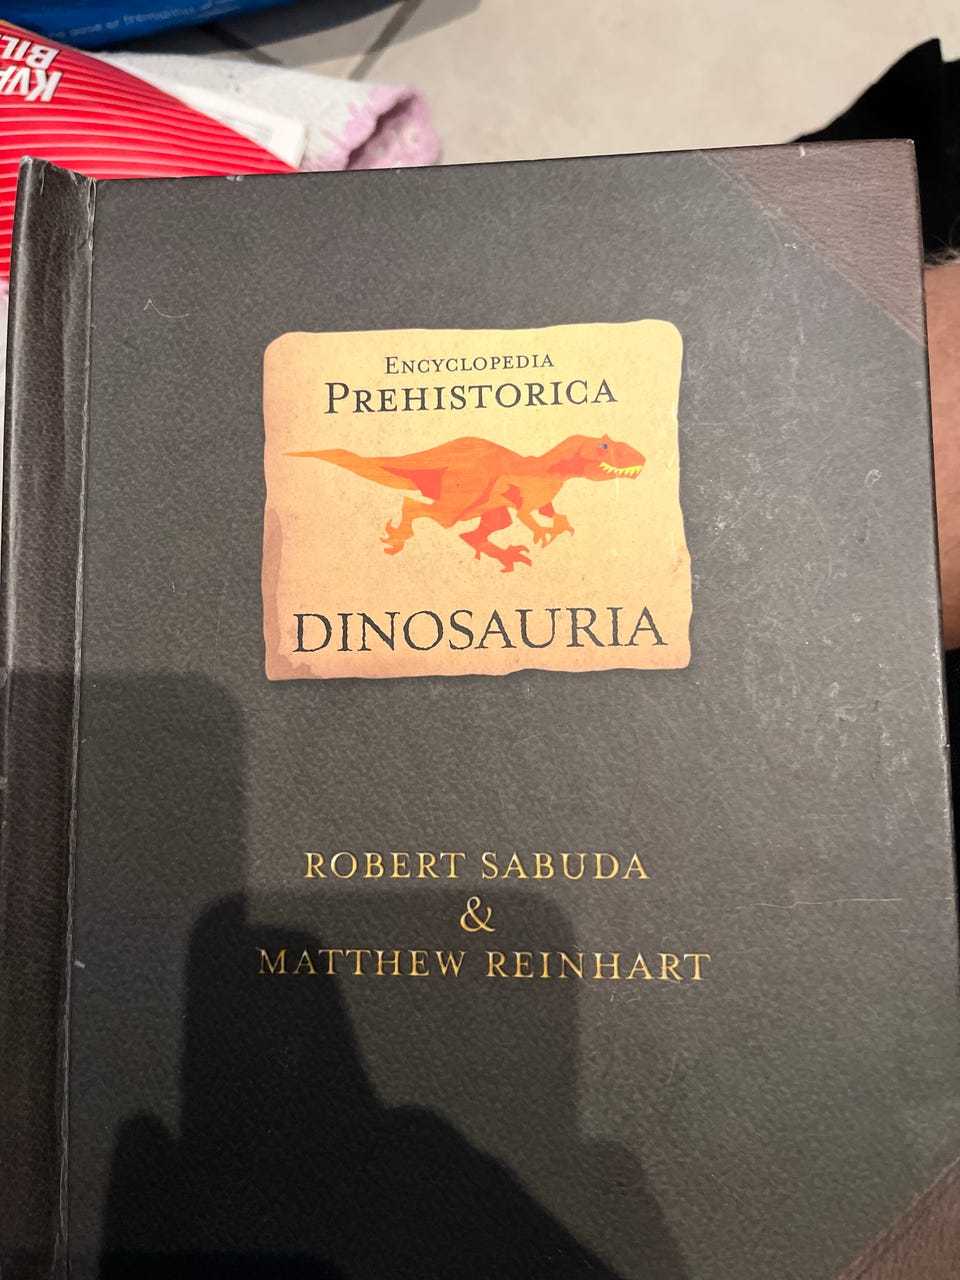 ENCYCLOPEDIA
PREHISTORICA
DINOSAURIA
ROBERT SABUDA
&
MATTHEW REINHART